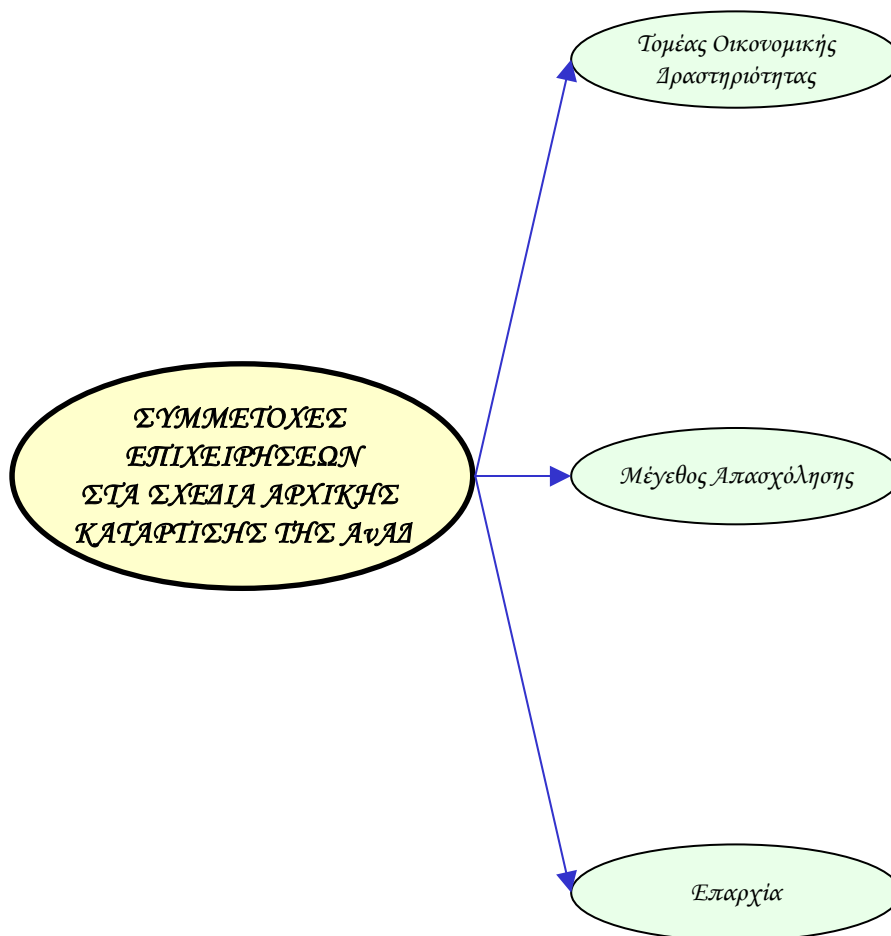 Τομέας Οικονομικής
Δραστηριότητας
ΣΥΜΜΕΤΟΧΕΣ
ΕΠΙΧΕΙΡΗΣΕΩΝ
ΣΤΑ ΣΧΕΔΙΑ ΑΡΧΙΚΗΣ
ΚΑΤΑΡΤΙΣΗΣ ΤΗΣ ΑνΑΔ
Μέγεθος Απασχόλησης
Επαρχία